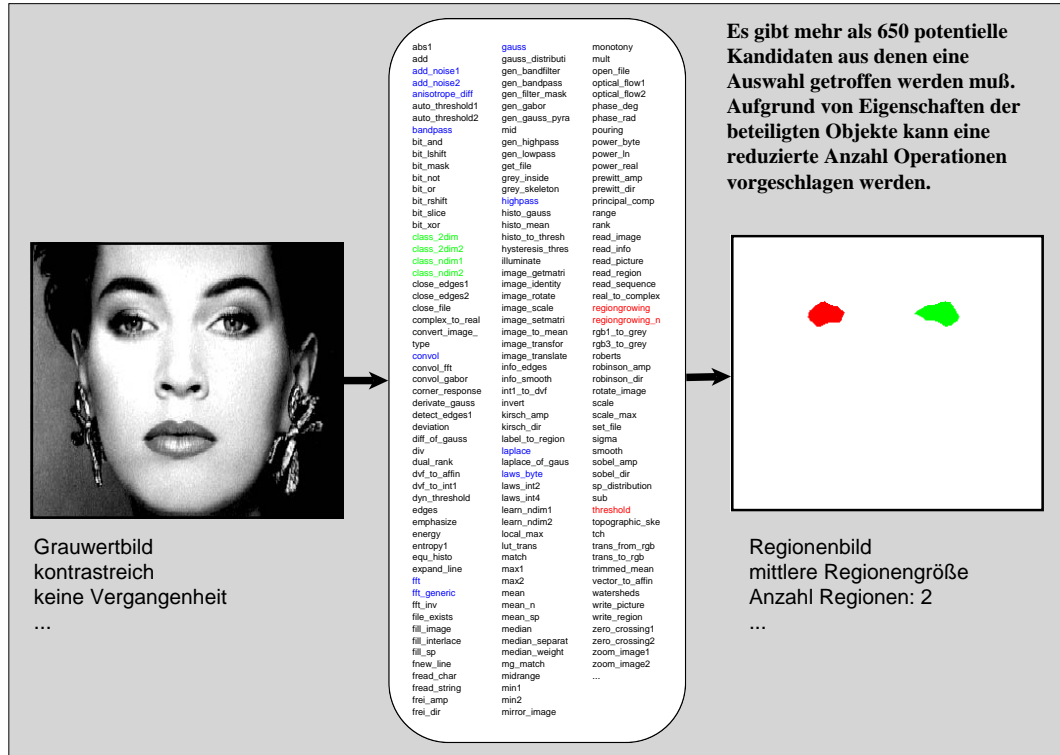 Es gibt mehr als 650 potentielle
Kandidaten aus denen eine
Auswahl getroffen werden muß.
Aufgrund von Eigenschaften der
beteiligten Objekte kann eine
reduzierte Anzahl Operationen
vorgeschlagen werden.
abs1
add
add_noise1
add_noise2
anisotrope_diff
auto_threshold1
auto_threshold2
bandpass
bit_and
bit_lshift
bit_mask
bit_not
bit_or
bit_rshift
bit_slice
bit_xor
class_2dim
class_2dim2
class_ndim1
class_ndim2
close_edges1
close_edges2
close_file
complex_to_real
convert_image_
type
convol
convol_fft
convol_gabor
corner_response
derivate_gauss
detect_edges1
deviation
diff_of_gauss
div
dual_rank
dvf_to_affin
dvf_to_int1
dyn_threshold
edges
emphasize
energy
entropy1
equ_histo
expand_line
fft
fft_generic
fft_inv
file_exists
fill_image
fill_interlace
fill_sp
fnew_line
fread_char
fread_string
frei_amp
frei_dir
gauss
gauss_distributi
gen_bandfilter
gen_bandpass
gen_filter_mask
gen_gabor
gen_gauss_pyra
mid
gen_highpass
gen_lowpass
get_file
grey_inside
grey_skeleton
highpass
histo_gauss
histo_mean
histo_to_thresh
hysteresis_thres
illuminate
image_getmatri
image_identity
image_rotate
image_scale
image_setmatri
image_to_mean
image_transfor
image_translate
info_edges
info_smooth
int1_to_dvf
invert
kirsch_amp
kirsch_dir
label_to_region
laplace
laplace_of_gaus
laws_byte
laws_int2
laws_int4
learn_ndim1
learn_ndim2
local_max
lut_trans
match
max1
max2
mean
mean_n
mean_sp
median
median_separat
median_weight
mg_match
midrange
min1
min2
mirror_image
monotony
mult
open_file
optical_flow1
optical_flow2
phase_deg
phase_rad
pouring
power_byte
power_ln
power_real
prewitt_amp
prewitt_dir
principal_comp
range
rank
read_image
read_info
read_picture
read_region
read_sequence
real_to_complex
regiongrowing
regiongrowing_n
rgb1_to_grey
rgb3_to_grey
roberts
robinson_amp
robinson_dir
rotate_image
scale
scale_max
set_file
sigma
smooth
sobel_amp
sobel_dir
sp_distribution
sub
threshold
topographic_ske
tch
trans_from_rgb
trans_to_rgb
trimmed_mean
vector_to_affin
watersheds
write_picture
write_region
zero_crossing1
zero_crossing2
zoom_image1
zoom_image2
...
Grauwertbild
kontrastreich
keine Vergangenheit
...
Regionenbild
mittlere Regionengröße
Anzahl Regionen: 2
...